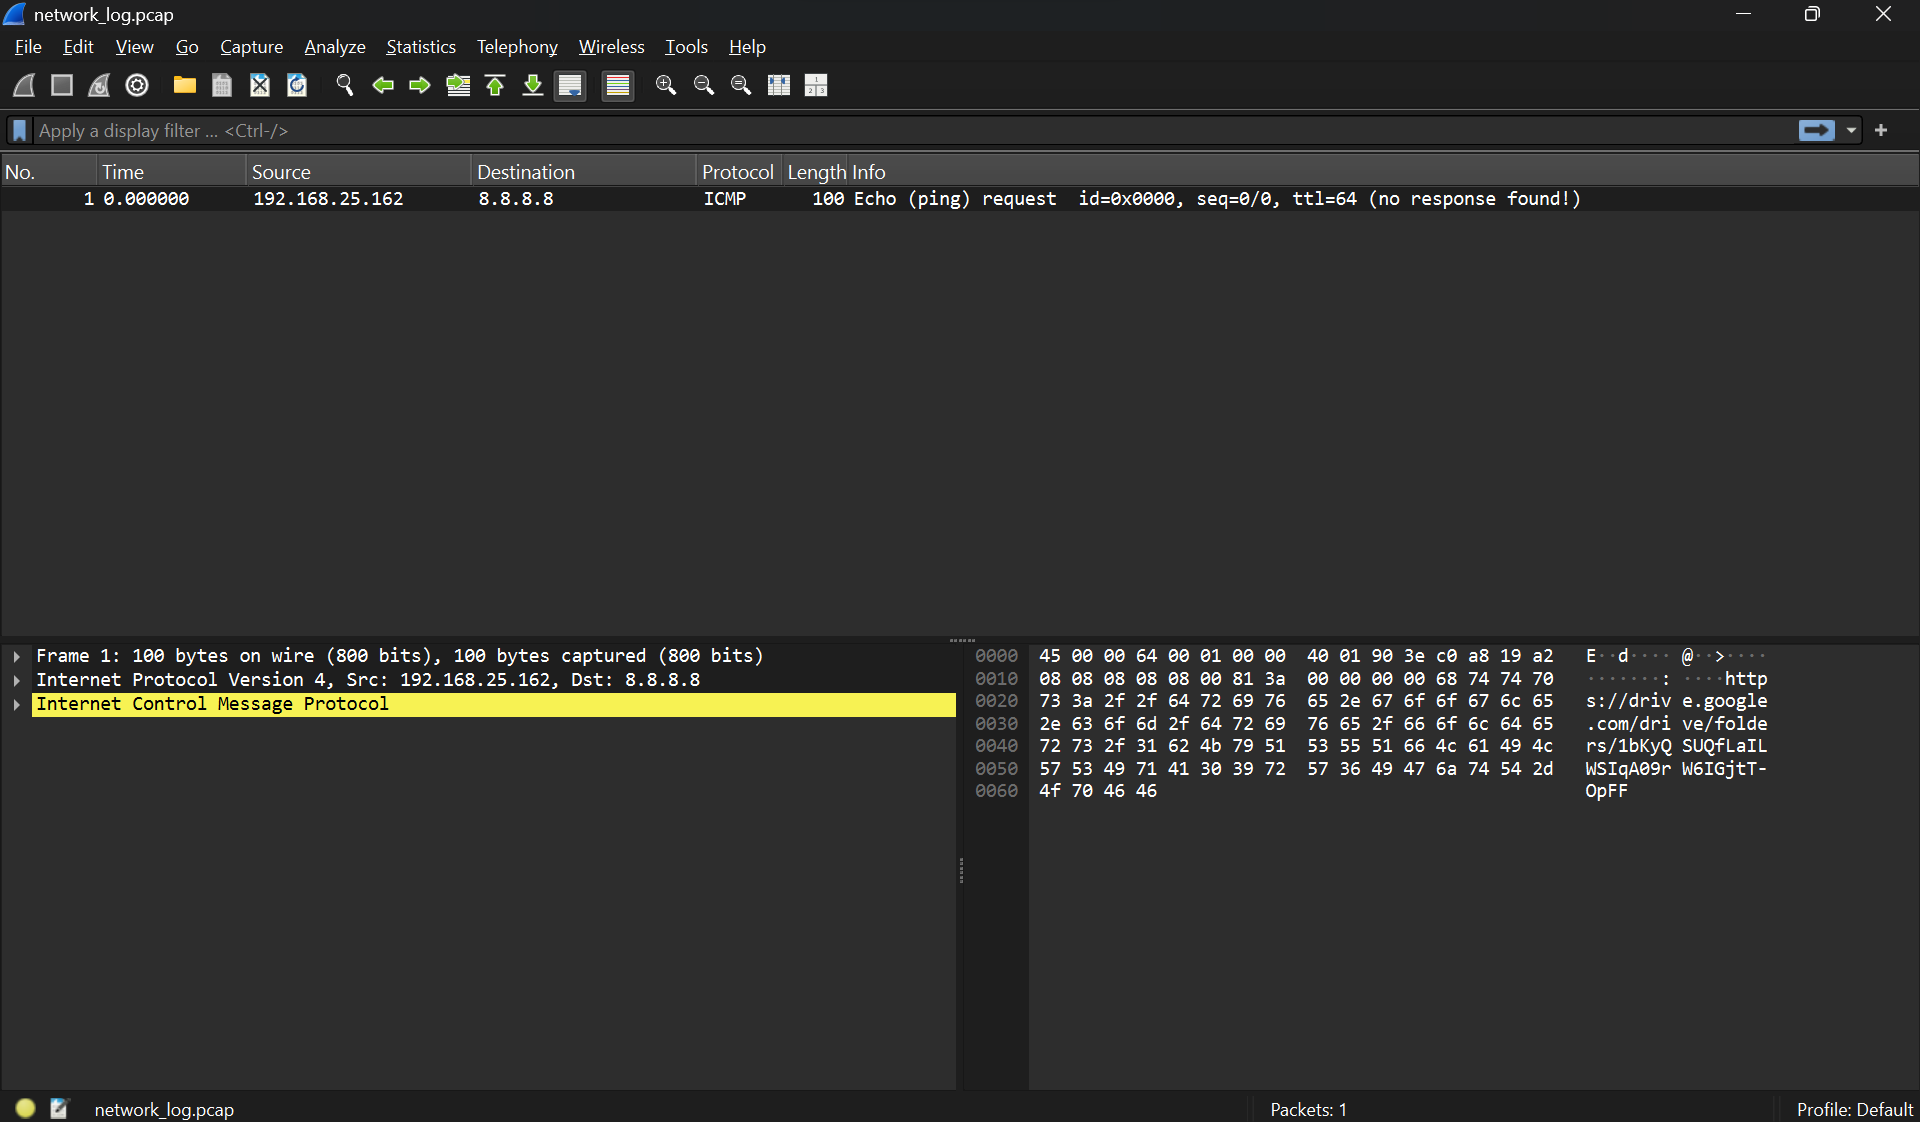 network_log.pcap
File Edit View Go Capture Analyze Statistics Telephony Wireless Tools Help
Apply a display filter ... <Ctrl-/>
No. Time Source Destination Protocol Length Info
1 0.000000 192.168.25.162 8.8.8.8 ICMP 100 Echo (ping) request id=0x0000, seq=0/0, ttl=64 (no response found!)
Frame 1: 100 bytes on wire (800 bits), 100 bytes captured (800 bits)
Internet Protocol Version 4, Src: 192.168.25.162, Dst: 8.8.8.8
Internet Control Message Protocol
0000 45 00 00 64 00 01 00 00 40 01 90 3e c0 a8 19 a2 E··d···· @··>····
0010 08 08 08 08 08 00 81 3a 00 00 00 00 68 74 74 70 ·······: ····http
0020 73 3a 2f 2f 64 72 69 76 65 2e 67 6f 6f 67 6c 65 s://driv e.google
0030 2e 63 6f 6d 2f 64 72 69 76 65 2f 66 6f 6c 64 65 .com/dri ve/folde
0040 72 73 2f 31 62 4b 79 51 53 55 51 66 4c 61 49 4c rs/1bKyQ SUQfLaIL
0050 57 53 49 71 41 30 39 72 57 36 49 47 6a 74 54 2d WSIqA09r W6IGjtT-
0060 4f 70 46 46 OpFF
network_log.pcap Packets: 1 Profile: Default